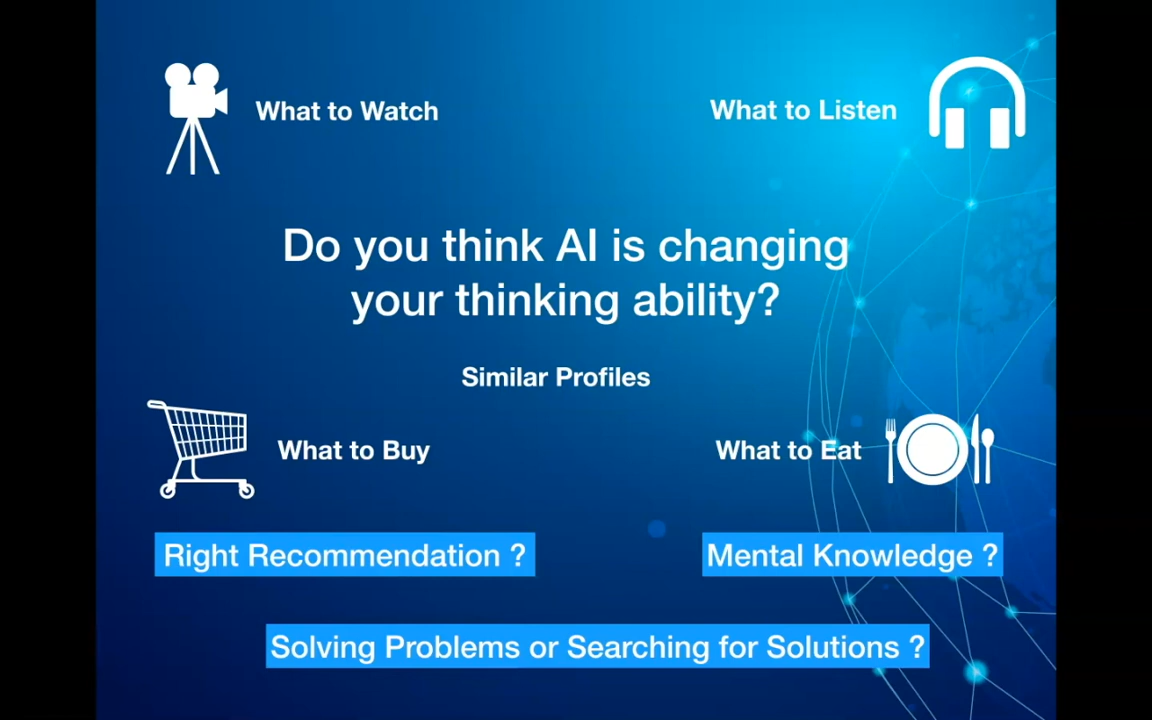 What to Watch
What to Listen
Do you think AI is changing
your thinking ability?
Similar Profiles
What to Buy
What to Eat
Right Recommendation ?
Mental Knowledge ?
Solving Problems or Searching for Solutions ?